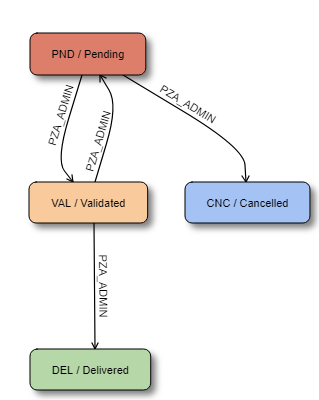 PND / Pending
PZA_ADMIN
PZA_ADMIN
PZA_ADMIN
VAL / Validated
CNC / Cancelled
PZA_ADMIN
DEL / Delivered